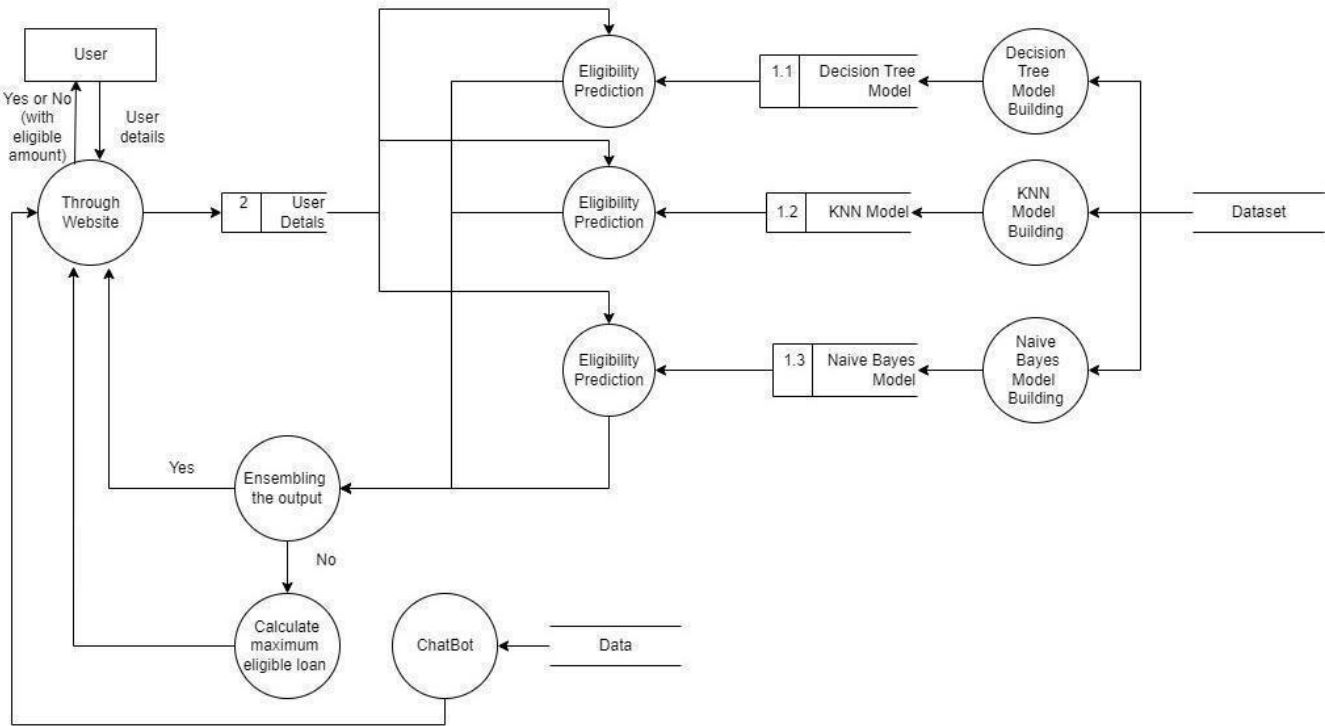 User
Yes or No
(with
eligible
amount)
User
details
Through
Website
2
User
Detals
Eligibility
Prediction
1.1
Decision Tree
Model
Decision
Tree
Model
Building
Eligibility
Prediction
1.2
KNN Model
KNN
Model
Building
Dataset
Eligibility
Prediction
1.3
Naive Bayes
Model
Naive
Bayes
Model
Building
Yes
Ensembling
the output
No
Calculate
maximum
eligible loan
ChatBot
Data